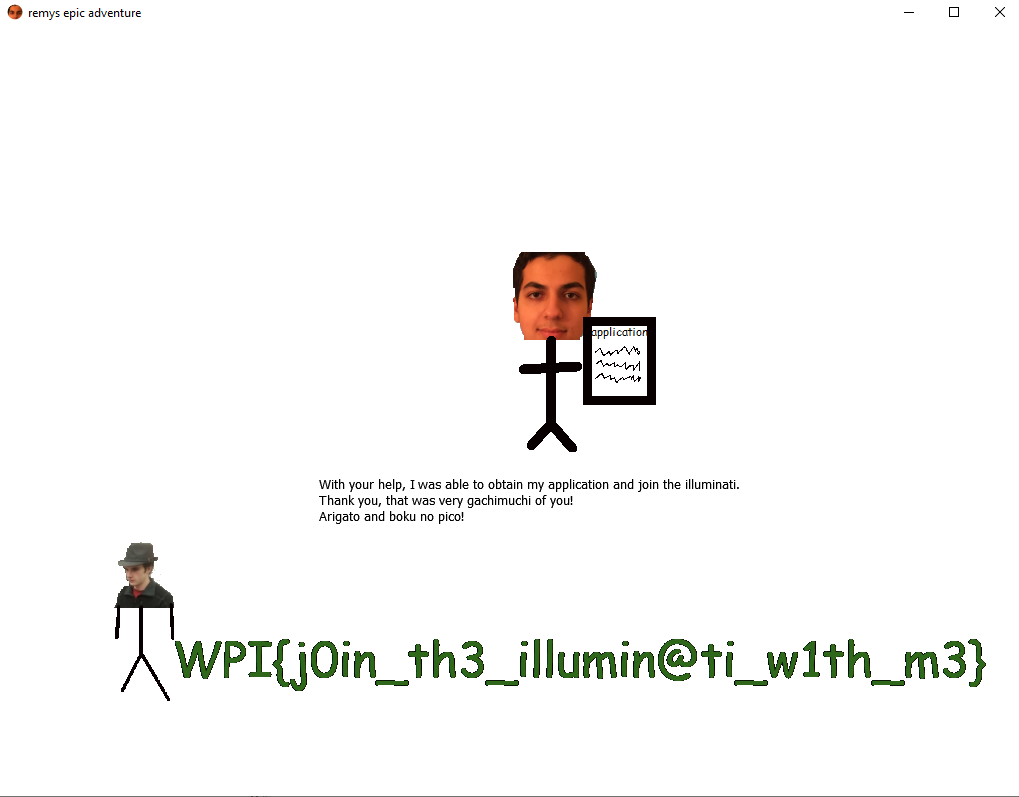 remys epic adventure
application
With your help, I was able to obtain my application and join the illuminati.
Thank you, that was very gachimuchi of you!
Arigato and boku no pico!
WPI{j0in_th3_illumin@ti_w1th_m3}